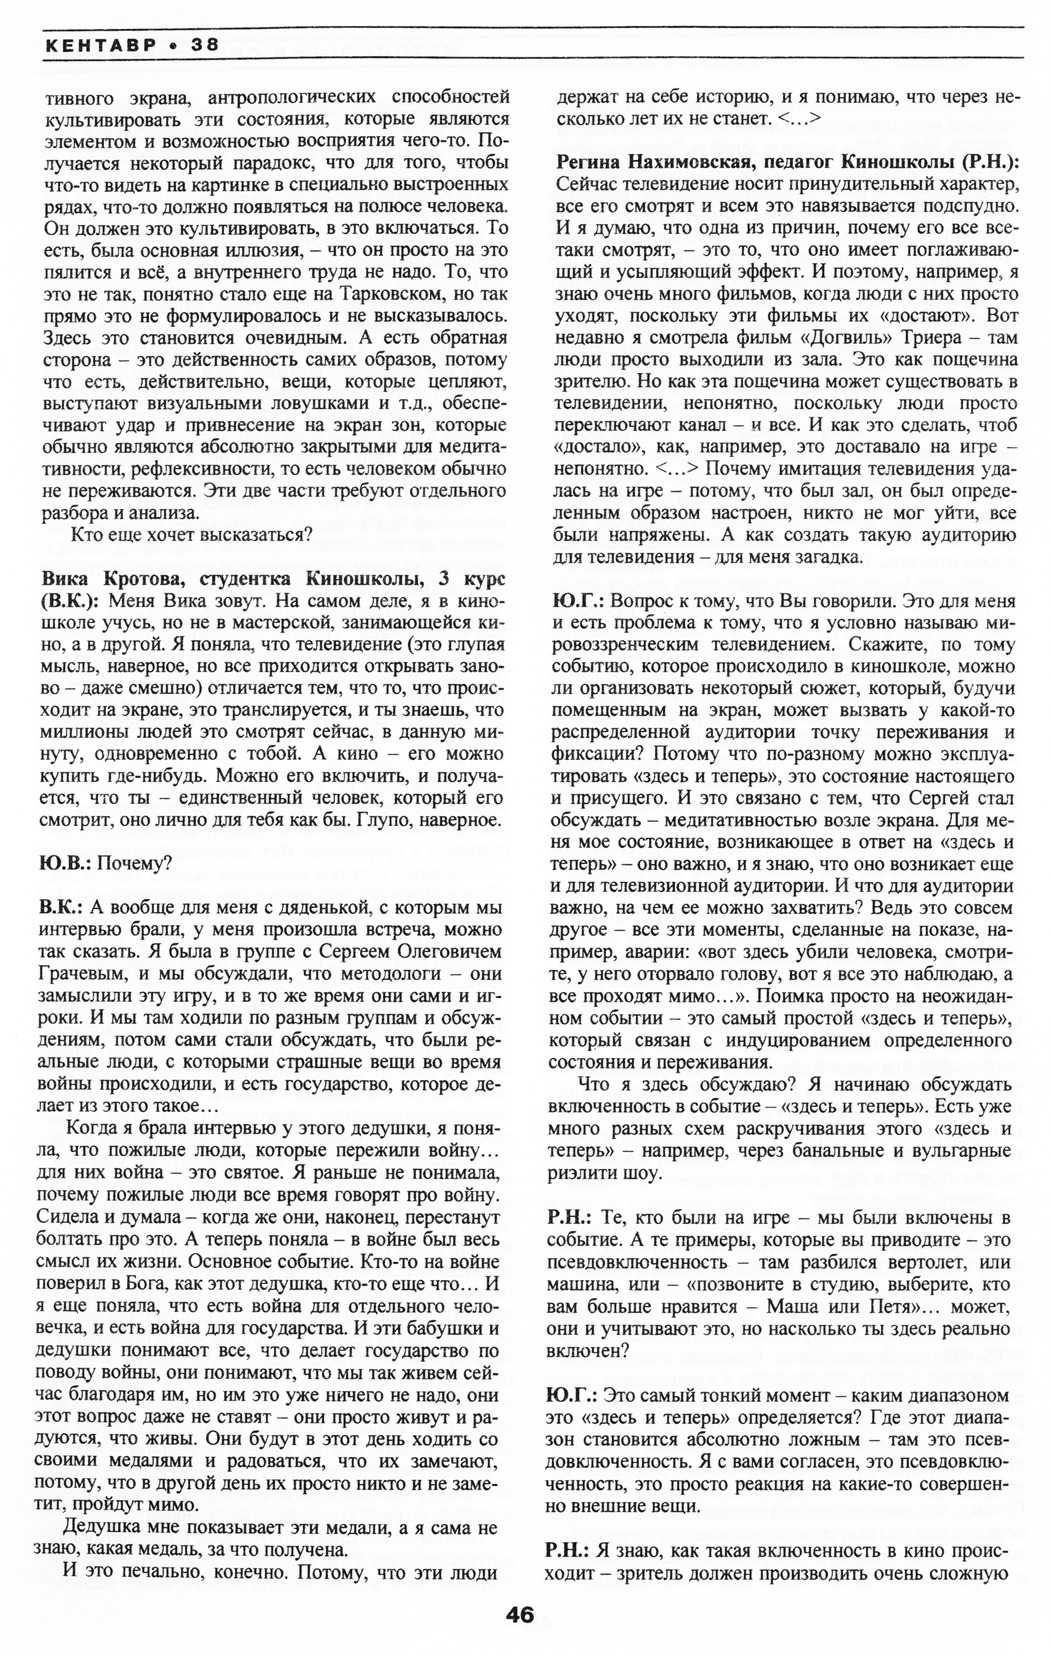 КЕНТАВР • 38
тивного экрана, антропологических способностей
культивировать эти состояния, которые являются
элементом и возможностью восприятия чего-то. По-
лучается некоторый парадокс, что для того, чтобы
что-то видеть на картинке в специально выстроенных
рядах, что-то должно появляться на полюсе человека.
Он должен это культивировать, в это включаться. То
есть, была основная иллюзия, – что он просто на это
пялится и всё, а внутреннего труда не надо. То, что
это не так, понятно стало еще на Тарковском, но так
прямо это не формулировалось и не высказывалось.
Здесь это становится очевидным. А есть обратная
сторона – это действенность самих образов, потому
что есть, действительно, вещи, которые цепляют,
выступают визуальными ловушками и т.д., обеспе-
чивают удар и привнесение на экран зон, которые
обычно являются абсолютно закрытыми для медита-
тивности, рефлексивности, то есть человеком обычно
не переживаются. Эти две части требуют отдельного
разбора и анализа.
Кто еще хочет высказаться?
Вика Кротова, студентка Киношколы, 3 курс
(В.К.): Меня Вика зовут. На самом деле, я в кино-
школе учусь, но не в мастерской, занимающейся ки-
но, а в другой. Я поняла, что телевидение (это глупая
мысль, наверное, но все приходится открывать зано-
во – даже смешно) отличается тем, что то, что проис-
ходит на экране, это транслируется, и ты знаешь, что
миллионы людей это смотрят сейчас, в данную ми-
нуту, одновременно с тобой. А кино – его можно
купить где-нибудь. Можно его включить, и получа-
ется, что ты – единственный человек, который его
смотрит, оно лично для тебя как бы. Глупо, наверное.
Ю.В.: Почему?
В.К.: А вообще для меня с дяденькой, с которым мы
интервью брали, у меня произошла встреча, можно
так сказать. Я была в группе с Сергеем Олеговичем
Грачевым, и мы обсуждали, что методологи – они
замыслили эту игру, и в то же время они сами и иг-
роки. И мы там ходили по разным группам и обсуж-
дениям, потом сами стали обсуждать, что были ре-
альные люди, с которыми страшные вещи во время
войны происходили, и есть государство, которое де-
лает из этого такое…
Когда я брала интервью у этого дедушки, я поня-
ла, что пожилые люди, которые пережили войну…
для них война – это святое. Я раньше не понимала,
почему пожилые люди все время говорят про войну.
Сидела и думала – когда же они, наконец, перестанут
болтать про это. А теперь поняла – в войне был весь
смысл их жизни. Основное событие. Кто-то на войне
поверил в Бога, как этот дедушка, кто-то еще что… И
я еще поняла, что есть война для отдельного чело-
вечка, и есть война для государства. И эти бабушки и
дедушки понимают все, что делает государство по
поводу войны, они понимают, что мы так живем сей-
час благодаря им, но им это уже ничего не надо, они
этот вопрос даже не ставят – они просто живут и ра-
дуются, что живы. Они будут в этот день ходить со
своими медалями и радоваться, что их замечают,
потому, что в другой день их просто никто и не заме-
тит, пройдут мимо.
Дедушка мне показывает эти медали, а я сама не
знаю, какая медаль, за что получена.
И это печально, конечно. Потому, что эти люди
держат на себе историю, и я понимаю, что через не-
сколько лет их не станет. <…>
Регина Нахимовская, педагог Киношколы (Р.Н.):
Сейчас телевидение носит принудительный характер,
все его смотрят и всем это навязывается подспудно.
И я думаю, что одна из причин, почему его все все-
таки смотрят, – это то, что оно имеет поглаживаю-
щий и усыпляющий эффект. И поэтому, например, я
знаю очень много фильмов, когда люди с них просто
уходят, поскольку эти фильмы их «достают». Вот
недавно я смотрела фильм «Догвиль» Триера – там
люди просто выходили из зала. Это как пощечина
зрителю. Но как эта пощечина может существовать в
телевидении, непонятно, поскольку люди просто
переключают канал – и все. И как это сделать, чтоб
«достало», как, например, это доставало на игре –
непонятно. <…> Почему имитация телевидения уда-
лась на игре – потому, что был зал, он был опреде-
ленным образом настроен, никто не мог уйти, все
были напряжены. А как создать такую аудиторию
для телевидения – для меня загадка.
Ю.Г.: Вопрос к тому, что Вы говорили. Это для меня
и есть проблема к тому, что я условно называю ми-
ровоззренческим телевидением. Скажите, по тому
событию, которое происходило в киношколе, можно
ли организовать некоторый сюжет, который, будучи
помещенным на экран, может вызвать у какой-то
распределенной аудитории точку переживания и
фиксации? Потому что по-разному можно эксплуа-
тировать «здесь и теперь», это состояние настоящего
и присущего. И это связано с тем, что Сергей стал
обсуждать – медитативностью возле экрана. Для ме-
ня мое состояние, возникающее в ответ на «здесь и
теперь» – оно важно, и я знаю, что оно возникает еще
и для телевизионной аудитории. И что для аудитории
важно, на чем ее можно захватить? Ведь это совсем
другое – все эти моменты, сделанные на показе, на-
пример, аварии: «вот здесь убили человека, смотри-
те, у него оторвало голову, вот я все это наблюдаю, а
все проходят мимо…». Поимка просто на неожидан-
ном событии – это самый простой «здесь и теперь»,
который связан с индуцированием определенного
состояния и переживания.
Что я здесь обсуждаю? Я начинаю обсуждать
включенность в событие – «здесь и теперь». Есть уже
много разных схем раскручивания этого «здесь и
теперь» – например, через банальные и вульгарные
риэлити шоу.
Р.Н.: Те, кто были на игре – мы были включены в
событие. А те примеры, которые вы приводите – это
псевдовключенность – там разбился вертолет, или
машина, или – «позвоните в студию, выберите, кто
вам больше нравится – Маша или Петя»… может,
они и учитывают это, но насколько ты здесь реально
включен?
Ю.Г.: Это самый тонкий момент – каким диапазоном
это «здесь и теперь» определяется? Где этот диапа-
зон становится абсолютно ложным – там это псев-
довключенность. Я с вами согласен, это псевдовклю-
ченность, это просто реакция на какие-то совершен-
но внешние вещи.
Р.Н.: Я знаю, как такая включенность в кино проис-
ходит – зритель должен производить очень сложную
46